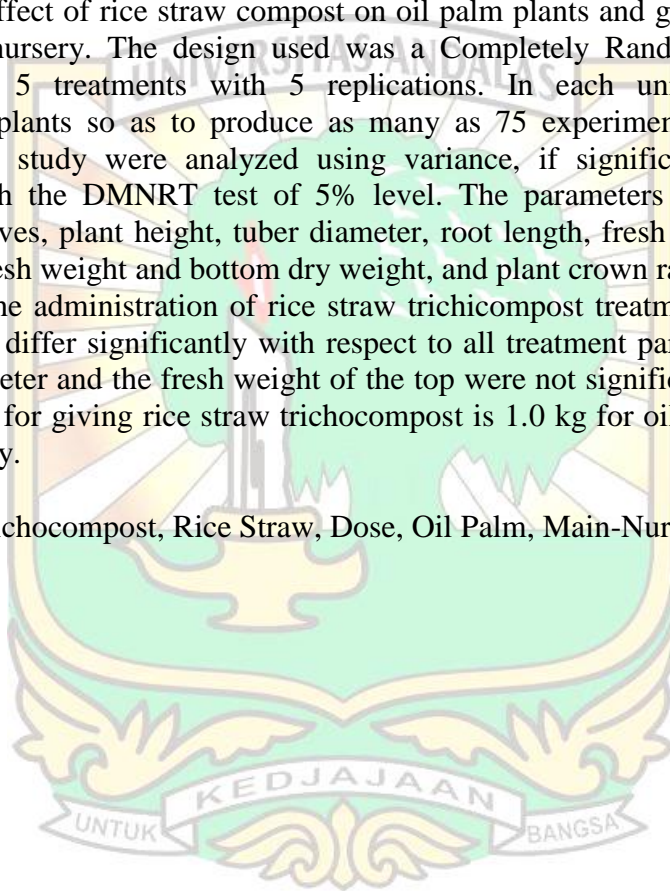 ffect of rice straw compost on oil palm plants and g
nursery. The design used was a Completely Rand
5 treatments with 5 replications. In each un
plants so as to produce as many as 75 experimen
study were analyzed using variance, if signific
h the DMNRT test of 5% level. The parameters
ves, plant height, tuber diameter, root length, fresh
esh weight and bottom dry weight, and plant crown ra
he administration of rice straw trichicompost treatm
differ significantly with respect to all treatment par
eter and the fresh weight of the top were not signific
for giving rice straw trichocompost is 1.0 kg for oil
y.
ichocompost, Rice Straw, Dose, Oil Palm, Main-Nur
UNIVERSITAS ANDALAS
UNTUK KEDJAJAAN BANGSA